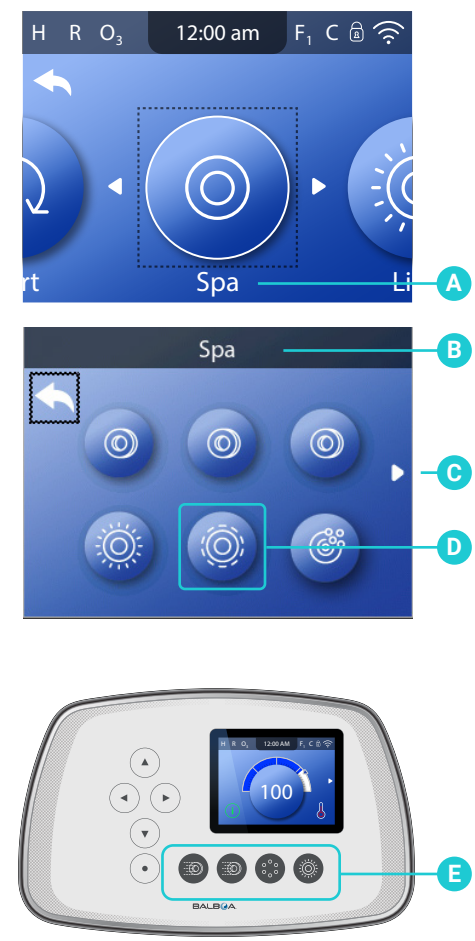 H R O₃ 12:00 am F₁ C
rt Spa Li
A
Spa
B
C
D
H R O₃ 12:00 AM F₁ C
100
E
BALBOA